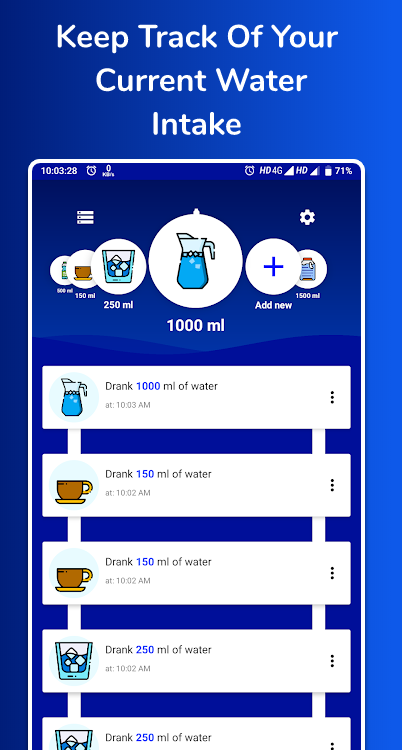 Keep Track Of Your
Current Water
Intake
10:03:28 0 KB/s HD 4G HD 71%
500 ml
150 ml
250 ml
1000 ml
Add new
1500 ml
Drank 1000 ml of water
at: 10:03 AM
Drank 150 ml of water
at: 10:02 AM
Drank 150 ml of water
at: 10:02 AM
Drank 250 ml of water
at: 10:02 AM
Drank 250 ml of water